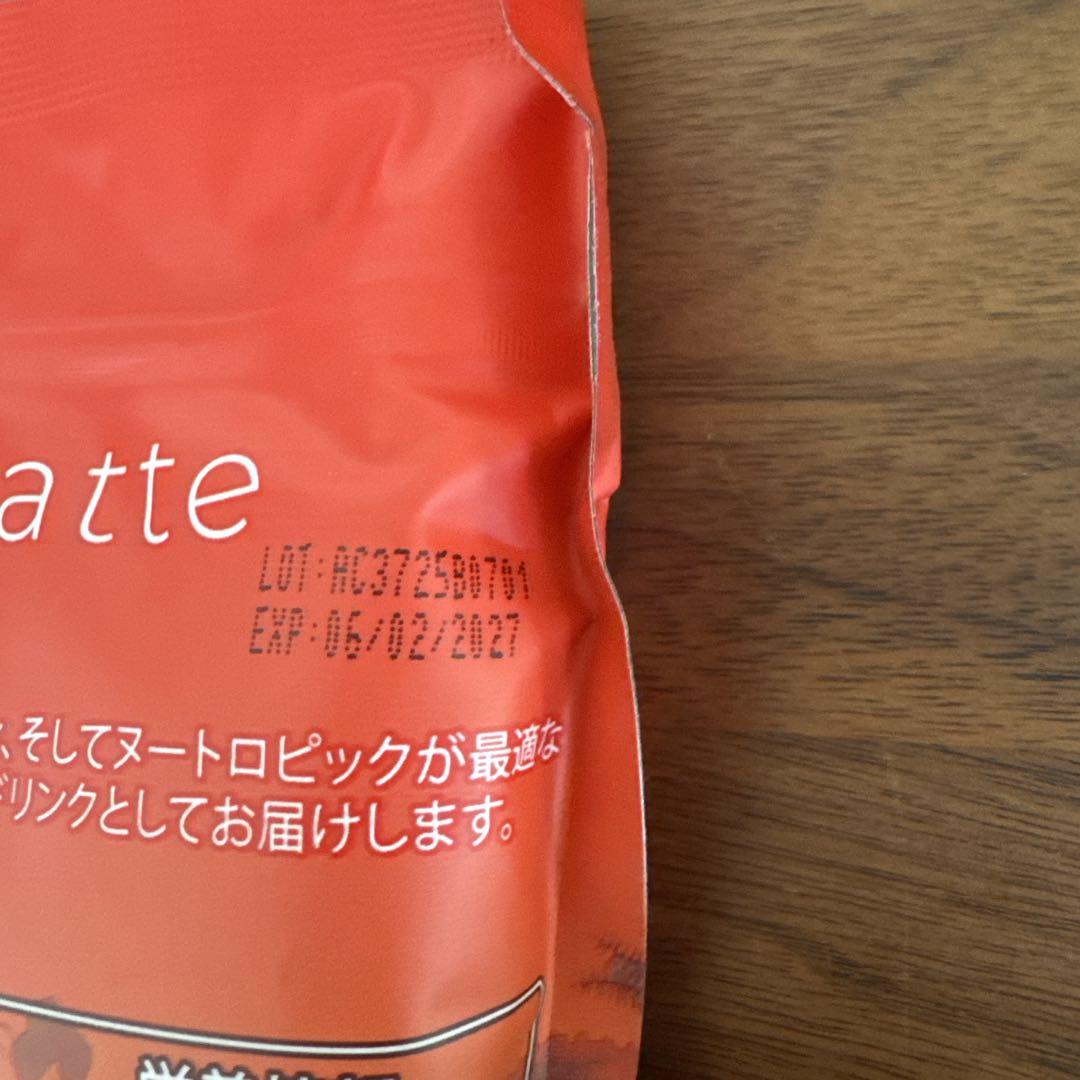 atte
LOT:AC3725B0701
EXP:06/02/2027
、そしてヌートロピックが最適な
ドリンクとしてお届けします。